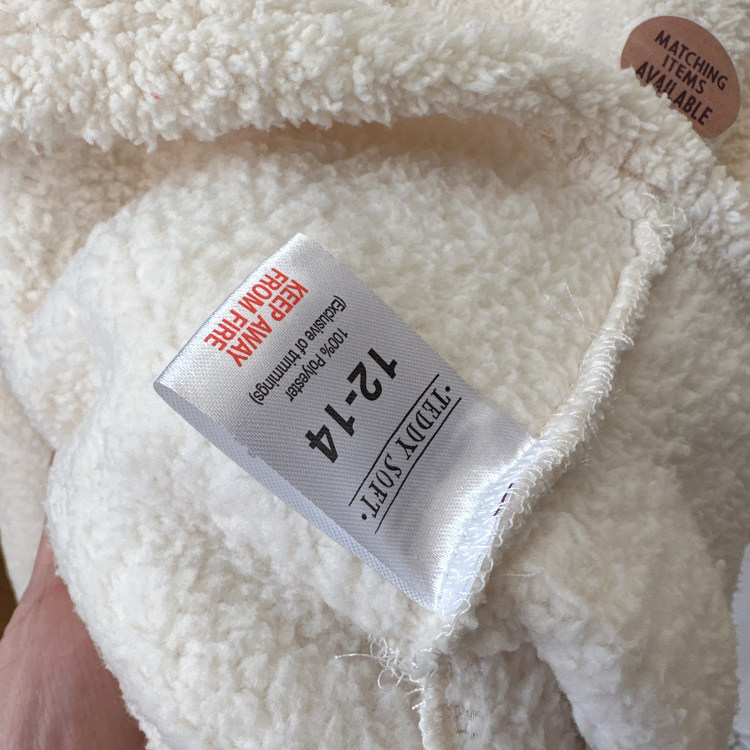 MATCHING
ITEMS
AVAILABLE
·TEDDY SOFT·
12-14
100% Polyester
(Exclusive of trimmings)
KEEP AWAY
FROM FIRE